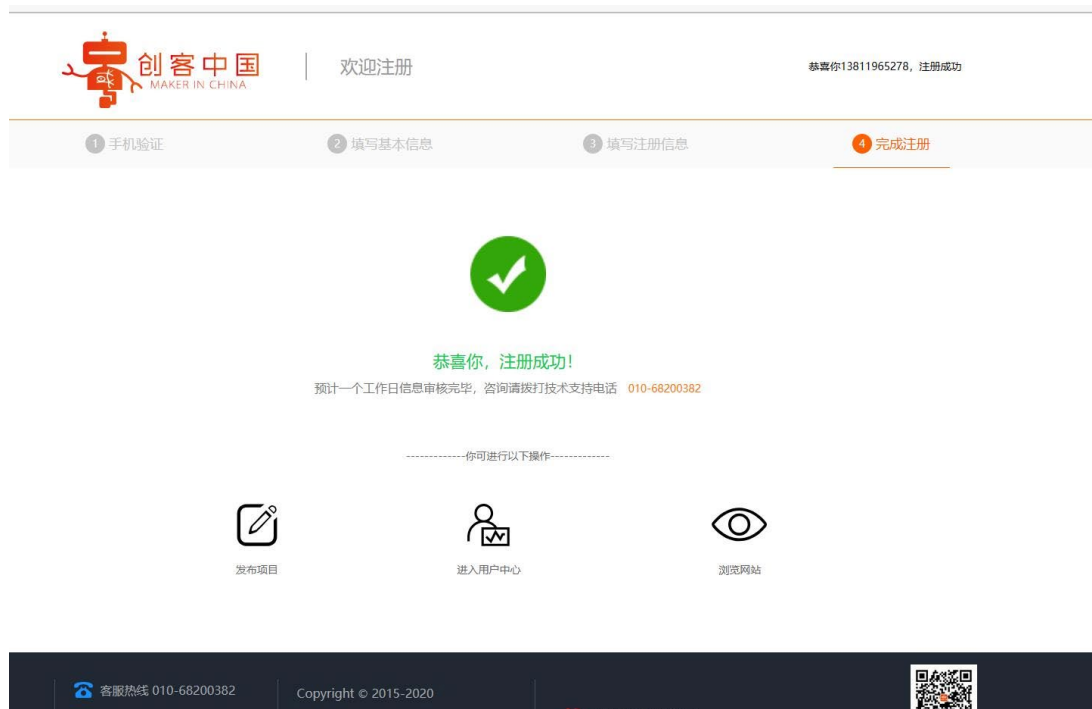 创客中国
MAKER IN CHINA
欢迎注册
恭喜你13811965278，注册成功
1 手机验证
2 填写基本信息
3 填写注册信息
4 完成注册
恭喜你，注册成功！
预计一个工作日信息审核完毕，咨询请拨打技术支持电话 010-68200382
-------------你可进行以下操作-------------
发布项目
进入用户中心
浏览网站
客服热线 010-68200382
Copyright © 2015-2020